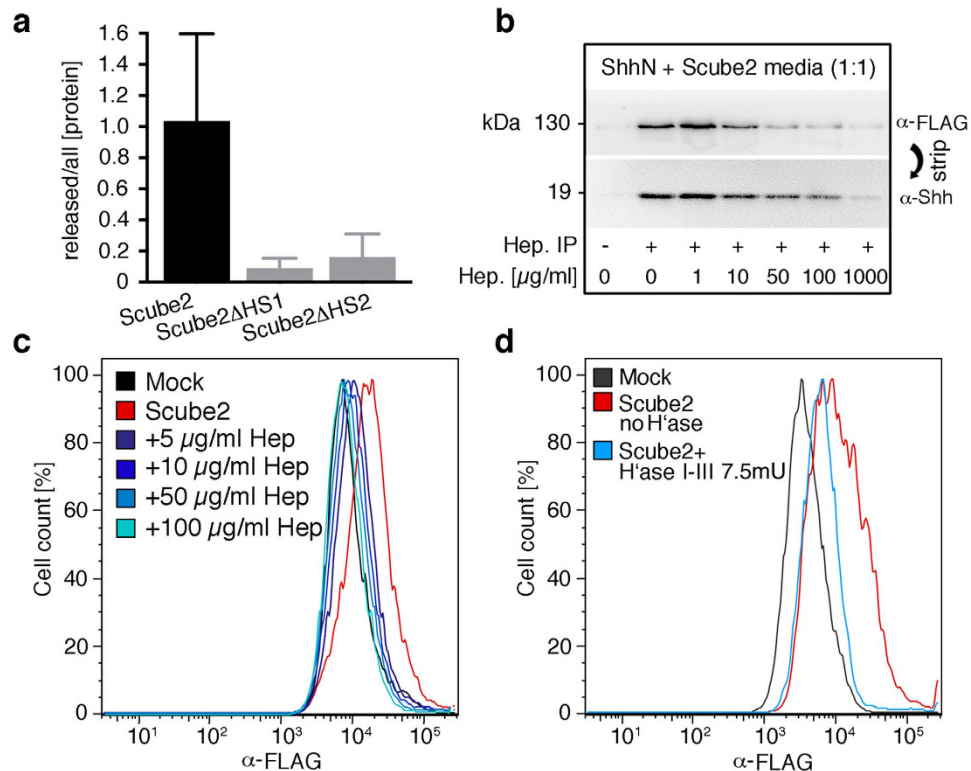 a
1.6
1.4
1.2
1.0
0.8
0.6
0.4
0.2
0
released/all [protein]
Scube2
Scube2ΔHS1
Scube2ΔHS2
b
ShhN + Scube2 media (1:1)
kDa 130
α-FLAG
strip
19
α-Shh
Hep. IP - + + + + + +
Hep. [µg/ml] 0 0 1 10 50 100 1000
c
100
80
60
40
20
0
Cell count [%]
Mock
Scube2
+5 µg/ml Hep
+10 µg/ml Hep
+50 µg/ml Hep
+100 µg/ml Hep
10¹ 10² 10³ 10⁴ 10⁵
α-FLAG
d
100
80
60
40
20
0
Cell count [%]
Mock
Scube2
no H'ase
Scube2+
H'ase I-III 7.5mU
10¹ 10² 10³ 10⁴ 10⁵
α-FLAG